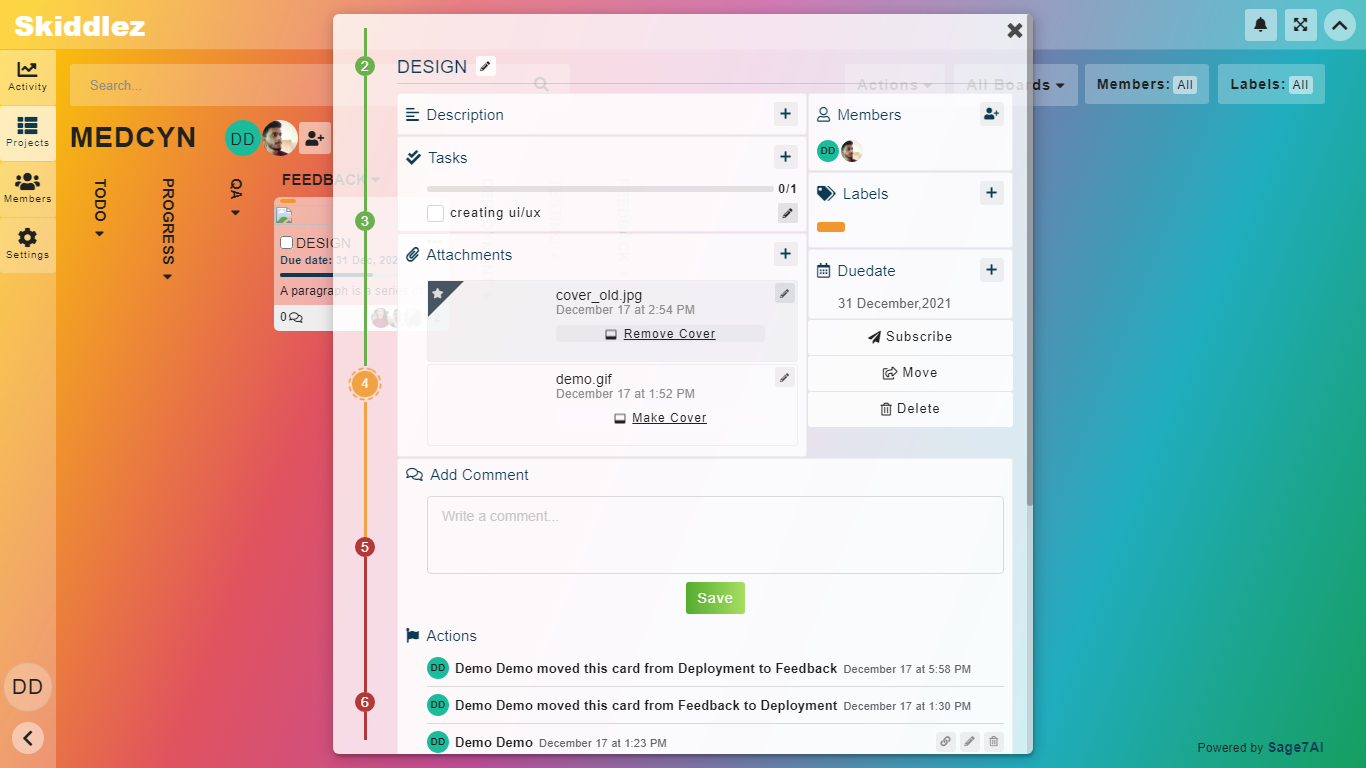 Skiddlez
Activity
Projects
Members
Settings
DD
Search...
Actions
All Boards
Members: All
Labels: All
MEDCYN
DD
TODO
PROGRESS
QA
FEEDBACK
DESIGN
Due date: 31 Dec, 202
A paragraph is a series
0
2
3
4
5
6
DESIGN
Description
Tasks
0/1
creating ui/ux
Attachments
cover_old.jpg
December 17 at 2:54 PM
Remove Cover
demo.gif
December 17 at 1:52 PM
Make Cover
Members
DD
Labels
Duedate
31 December,2021
Subscribe
Move
Delete
Add Comment
Write a comment...
Save
Actions
DD Demo Demo moved this card from Deployment to Feedback December 17 at 5:58 PM
DD Demo Demo moved this card from Feedback to Deployment December 17 at 1:30 PM
DD Demo Demo December 17 at 1:23 PM
Powered by Sage7AI